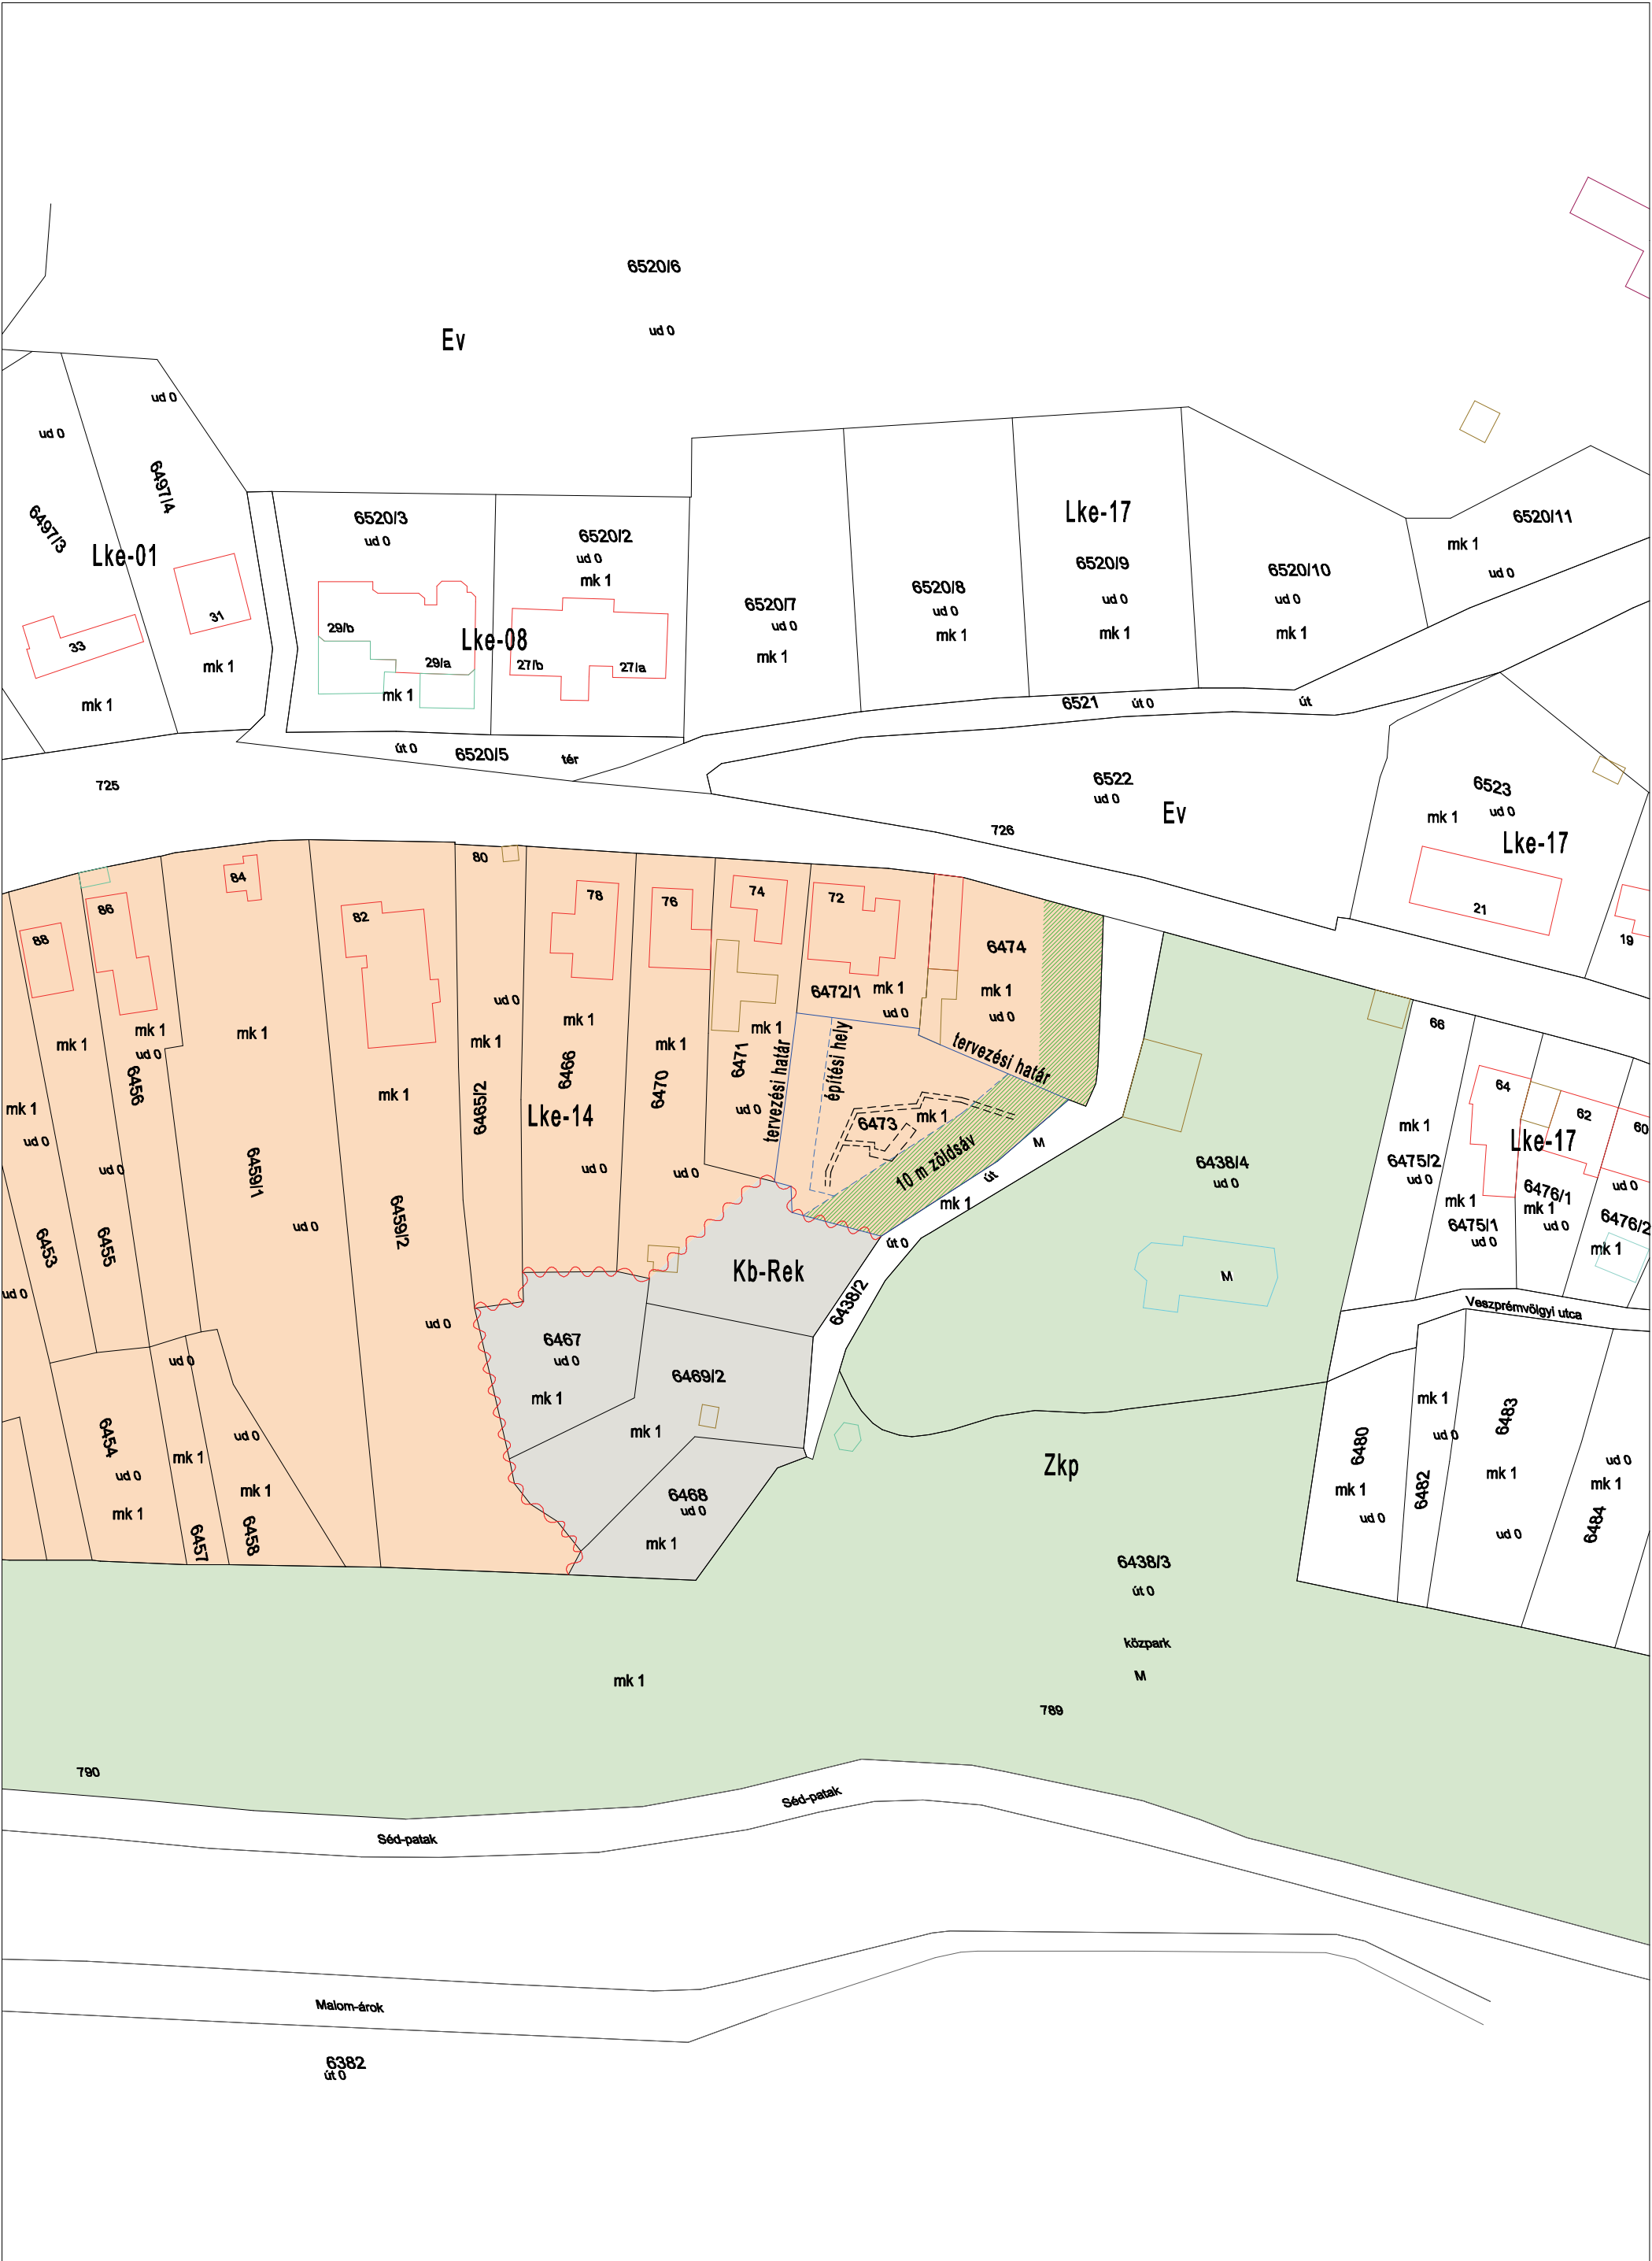 6520/6
ud 0
Ev
ud 0
ud 0
6497/4
6497/3
Lke-01
31
33
mk 1
mk 1
6520/3
ud 0
6520/2
ud 0
mk 1
29/b
Lke-08
29/a
27/b
27/a
mk 1
Lke-17
6520/11
mk 1
ud 0
6520/9
ud 0
mk 1
6520/10
ud 0
mk 1
6520/8
ud 0
mk 1
6520/7
ud 0
mk 1
6521
út 0
út
út 0
6520/5
tér
725
6522
ud 0
Ev
726
6523
mk 1
ud 0
Lke-17
21
19
80
84
86
82
78
76
74
72
88
6474
mk 1
ud 0
6472/1
mk 1
ud 0
ud 0
mk 1
mk 1
mk 1
mk 1
mk 1
mk 1
mk 1
ud 0
6456
mk 1
6465/2
6466
6470
6471
tervezési határ
építési hely
tervezési határ
mk 1
ud 0
Lke-14
ud 0
6473
mk 1
10 m zöldsáv
M
út
mk 1
ud 0
ud 0
ud 0
6459/1
6459/2
ud 0
6453
6455
ud 0
ud 0
út 0
6438/2
Kb-Rek
6438/4
ud 0
M
66
64
62
60
mk 1
Lke-17
6475/2
ud 0
mk 1
6475/1
ud 0
6476/1
mk 1
ud 0
ud 0
6476/2
mk 1
Veszprémvölgyi utca
6467
ud 0
mk 1
6469/2
mk 1
6468
ud 0
mk 1
ud 0
6454
ud 0
mk 1
mk 1
6457
ud 0
mk 1
6458
Zkp
6438/3
út 0
közpark
M
789
mk 1
790
6480
mk 1
ud 0
mk 1
ud 0
6482
6483
mk 1
ud 0
ud 0
mk 1
6484
Séd-patak
Séd-patak
Malom-árok
6382
út 0